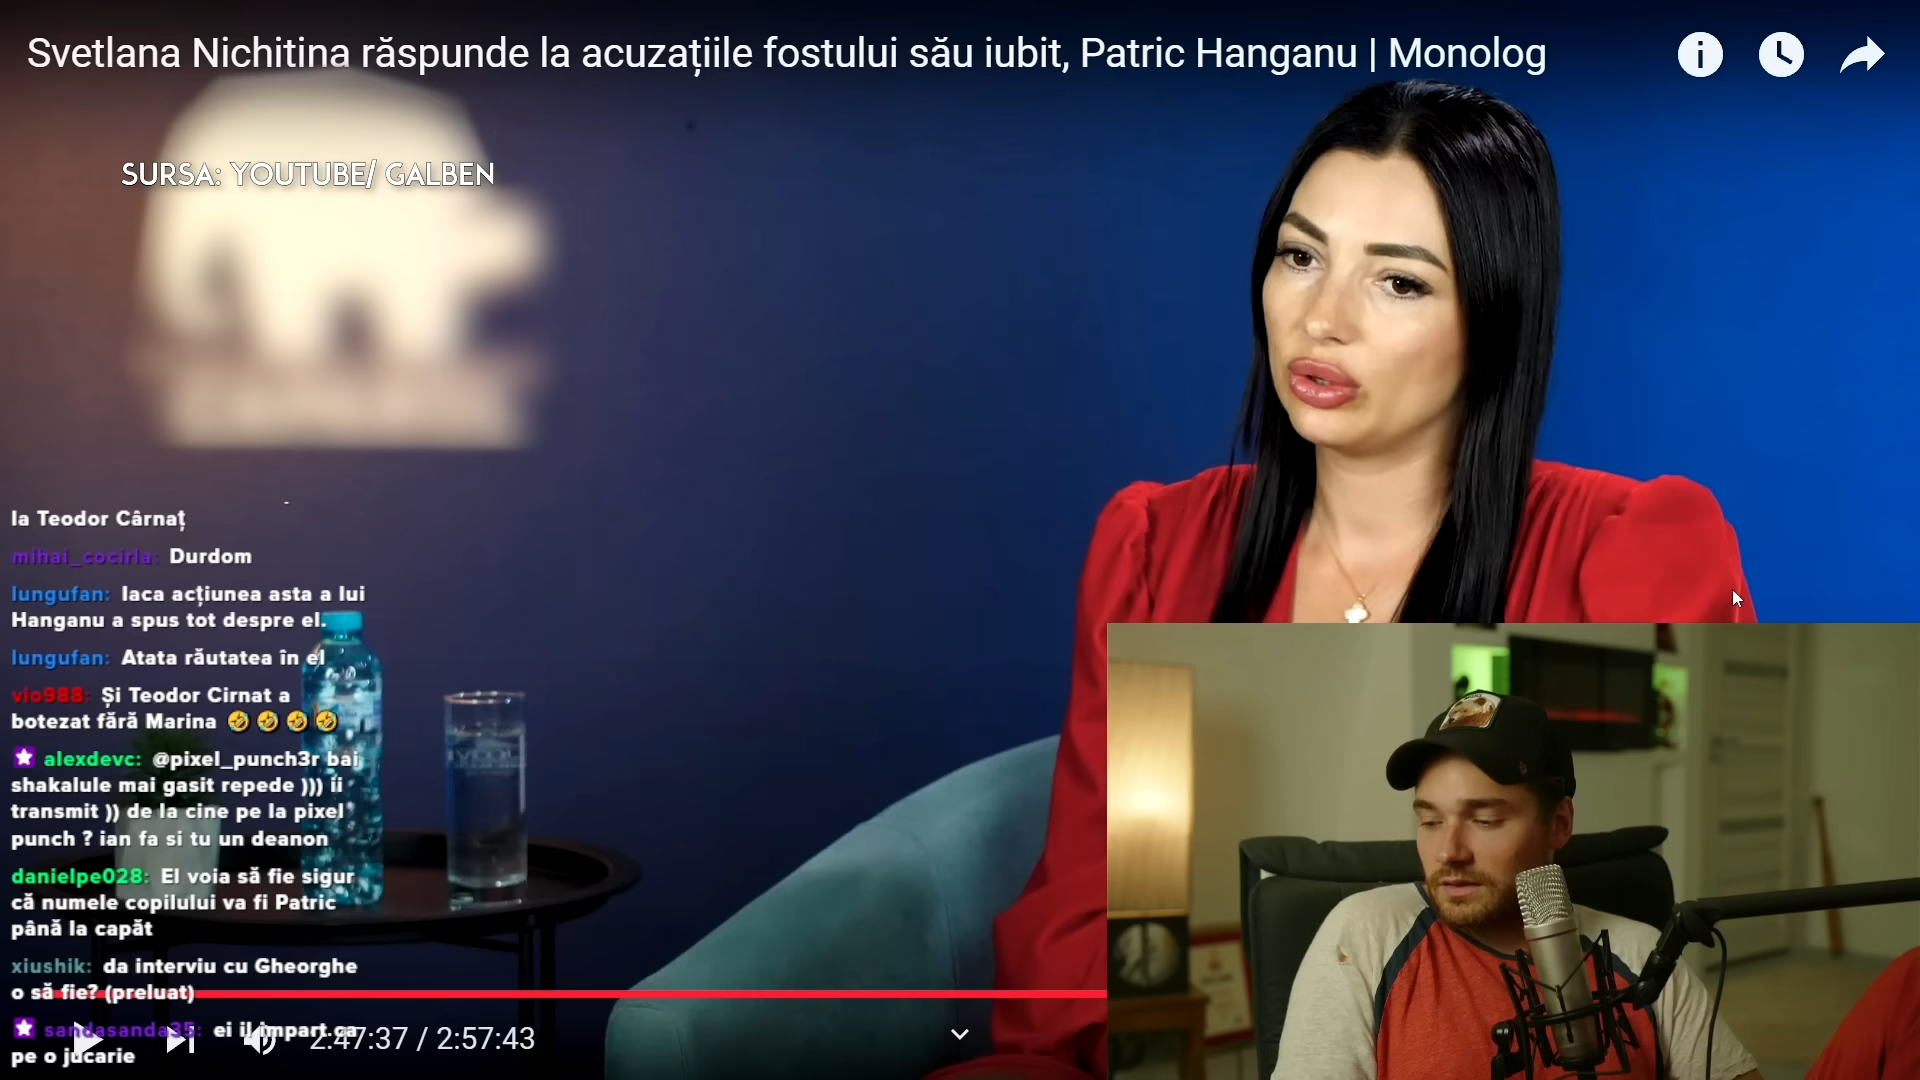 Svetlana Nichitina răspunde la acuzațiile fostului său iubit, Patric Hanganu | Monolog
SURSA: YOUTUBE/ GALBEN
la Teodor Cârnaț
mihai_cocirla: Durdom
lungufan: Iaca acțiunea asta a lui
Hanganu a spus tot despre el.
lungufan: Atata răutatea în el
vio988: Și Teodor Cirnat a
botezat fără Marina 🤣 🤣 🤣 🤣
alexdevc: @pixel_punch3r bai
shakalule mai gasit repede ))) ii
transmit )) de la cine pe la pixel
punch ? ian fa si tu un deanon
danielpe028: El voia să fie sigur
că numele copilului va fi Patric
până la capăt
xiushik: da interviu cu Gheorghe
o să fie? (preluat)
sandasanda35: ei il impart ca
pe o jucarie
2:47:37 / 2:57:43